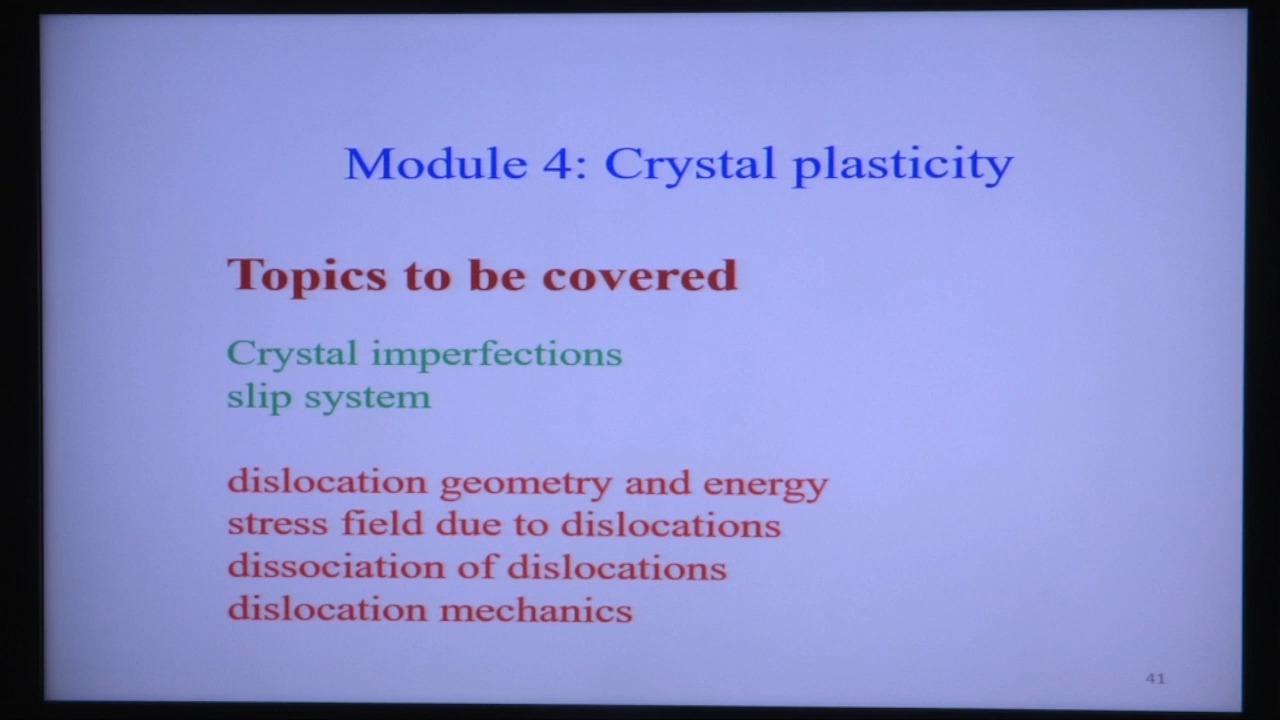 Module 4: Crystal plasticity
Topics to be covered
Crystal imperfections
slip system
dislocation geometry and energy
stress field due to dislocations
dissociation of dislocations
dislocation mechanics
41